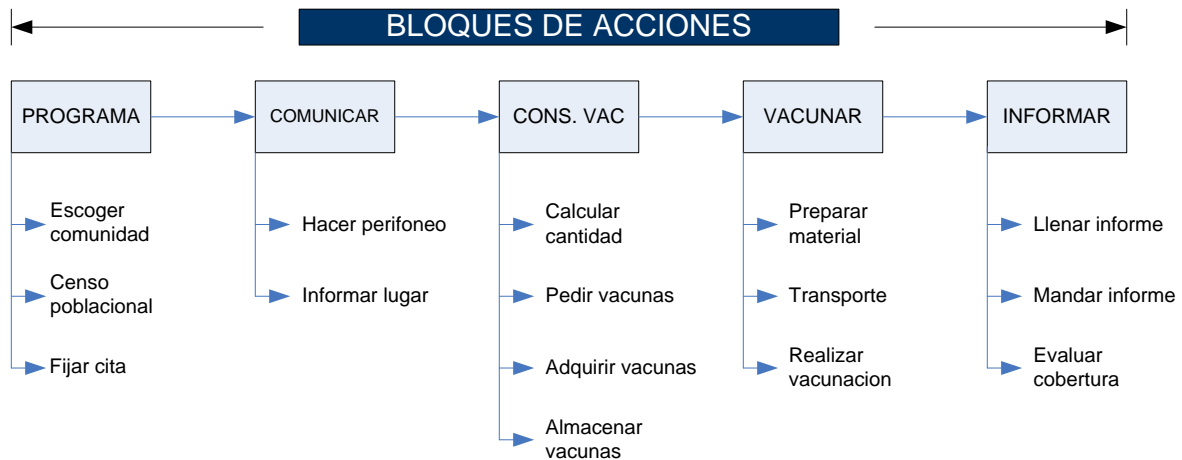 BLOQUES DE ACCIONES
PROGRAMA
COMUNICAR
CONS. VAC
VACUNAR
INFORMAR
Escoger
comunidad
Censo
poblacional
Fijar cita
Hacer perifoneo
Informar lugar
Calcular
cantidad
Pedir vacunas
Adquirir vacunas
Almacenar
vacunas
Preparar
material
Transporte
Realizar
vacunacion
Llenar informe
Mandar informe
Evaluar
cobertura